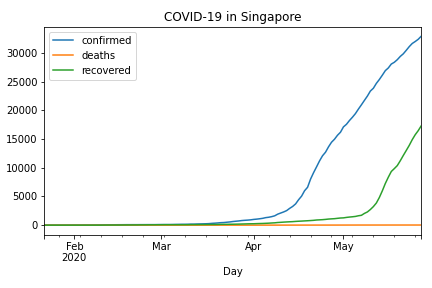 COVID-19 in Singapore
confirmed
deaths
recovered
30000
25000
20000
15000
10000
5000
0
Feb
2020
Mar
Apr
May
Day